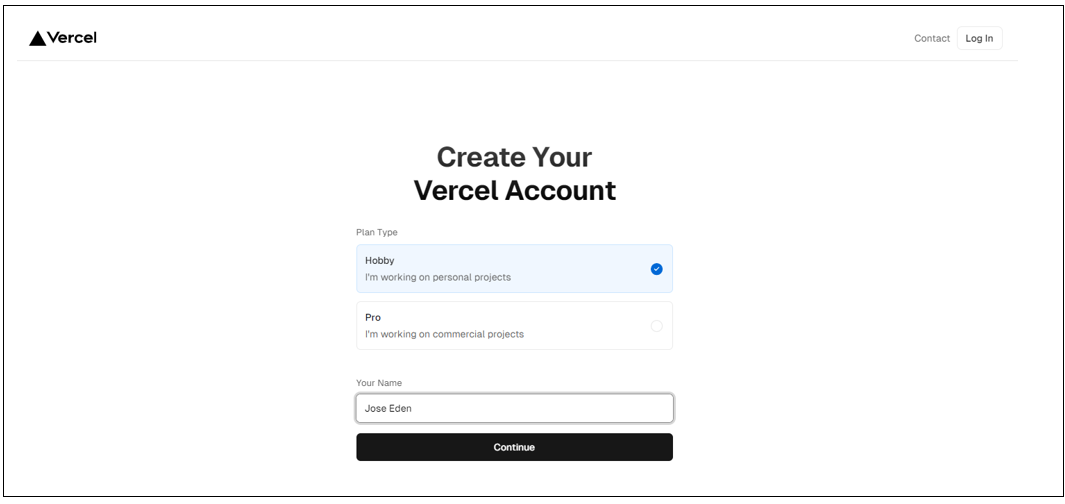 Vercel
Contact
Log In
Create Your
Vercel Account
Plan Type
Hobby
I'm working on personal projects
Pro
I'm working on commercial projects
Your Name
Jose Eden
Continue